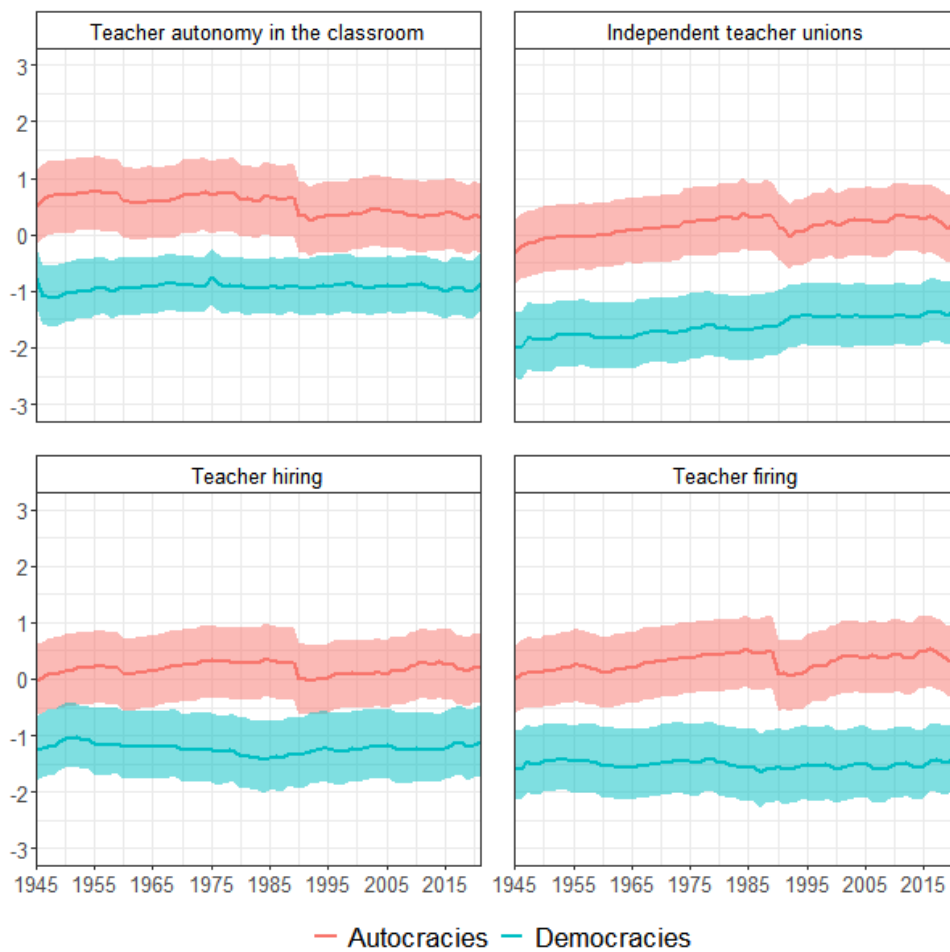 Teacher autonomy in the classroom
Independent teacher unions
3
2
1
0
-1
-2
-3
Teacher hiring
Teacher firing
3
2
1
0
-1
-2
-3
1945 1955 1965 1975 1985 1995 2005 2015
1945 1955 1965 1975 1985 1995 2005 2015
Autocracies Democracies